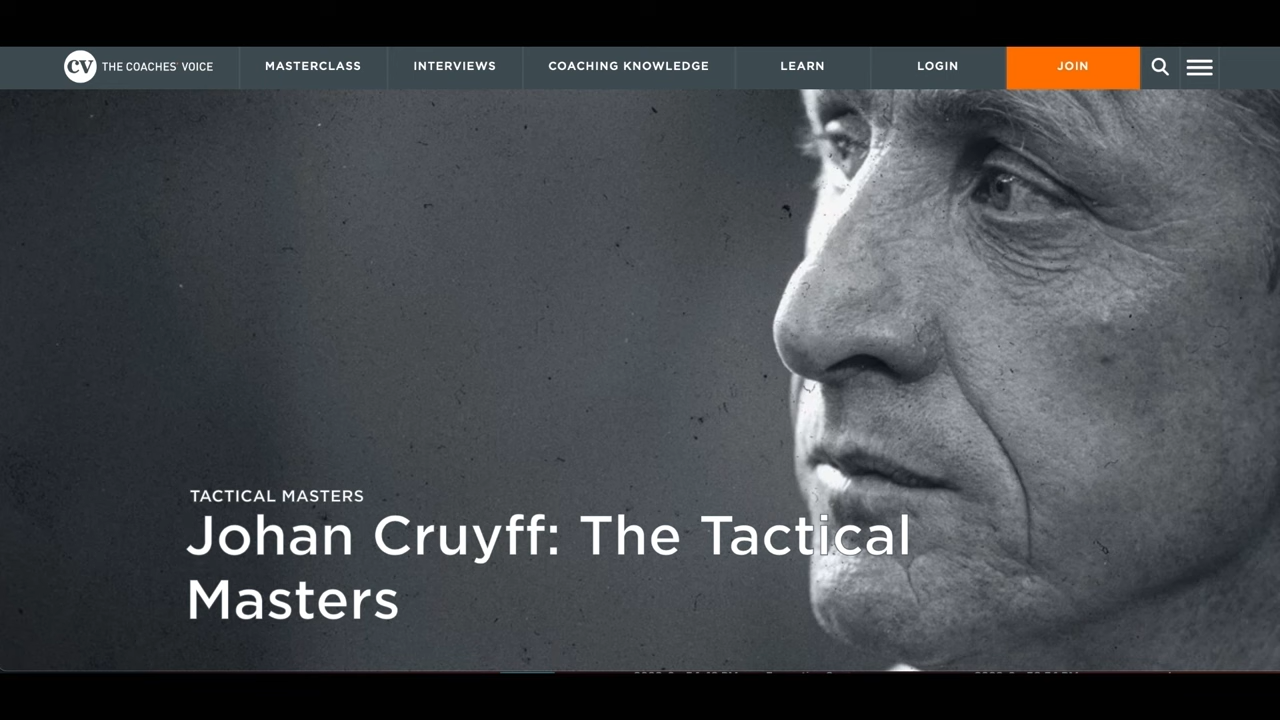 CV THE COACHES' VOICE
MASTERCLASS
INTERVIEWS
COACHING KNOWLEDGE
LEARN
LOGIN
JOIN
TACTICAL MASTERS
Johan Cruyff: The Tactical
Masters